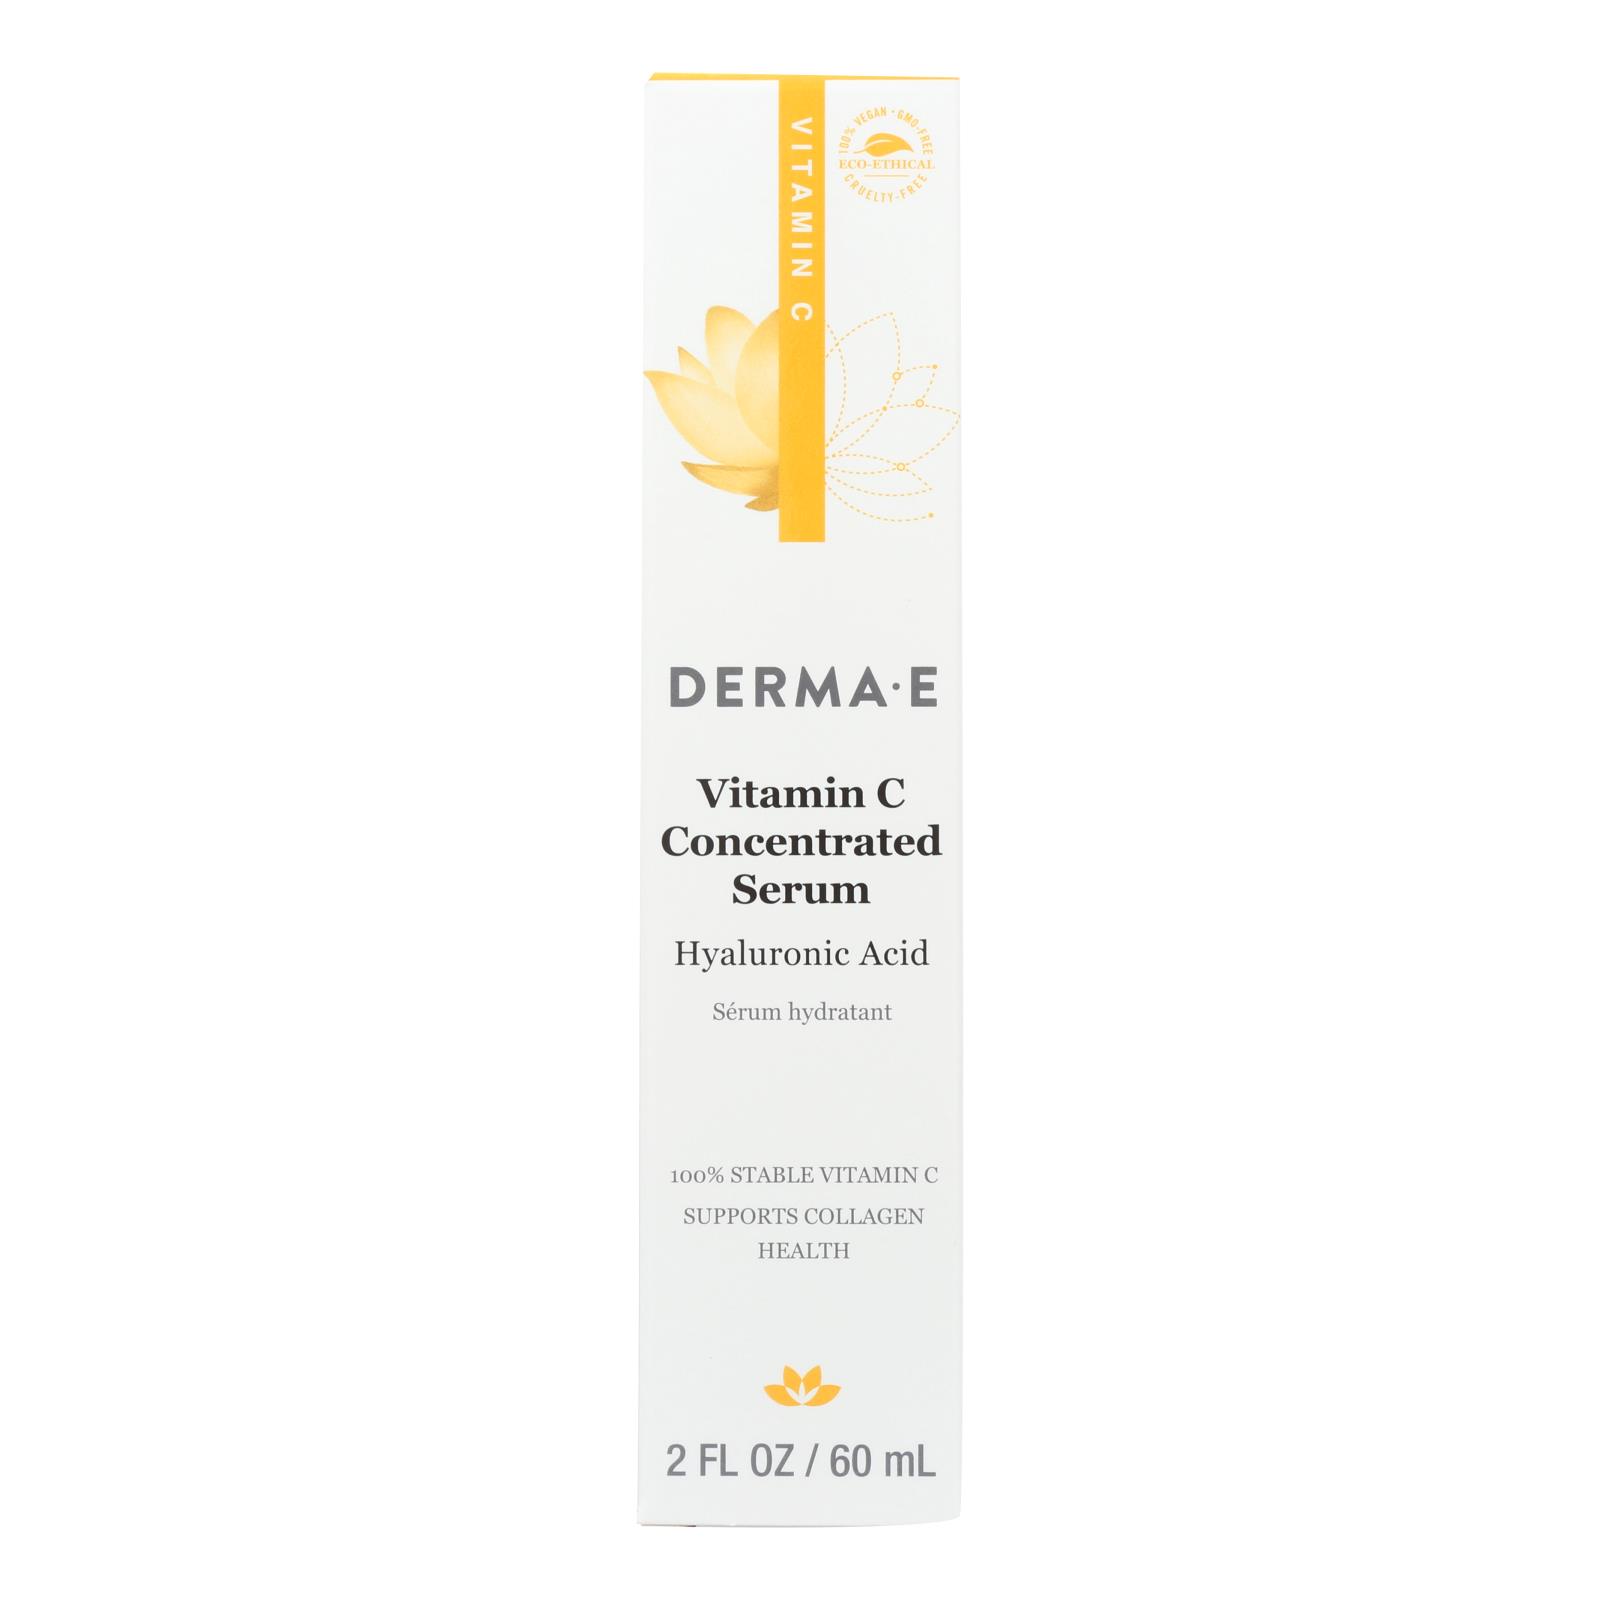 VITAMIN C
100% VEGAN · GMO-FREE
ECO-ETHICAL
CRUELTY-FREE
DERMA·E
Vitamin C
Concentrated
Serum
Hyaluronic Acid
Sérum hydratant
100% STABLE VITAMIN C
SUPPORTS COLLAGEN
HEALTH
2 FL OZ / 60 mL